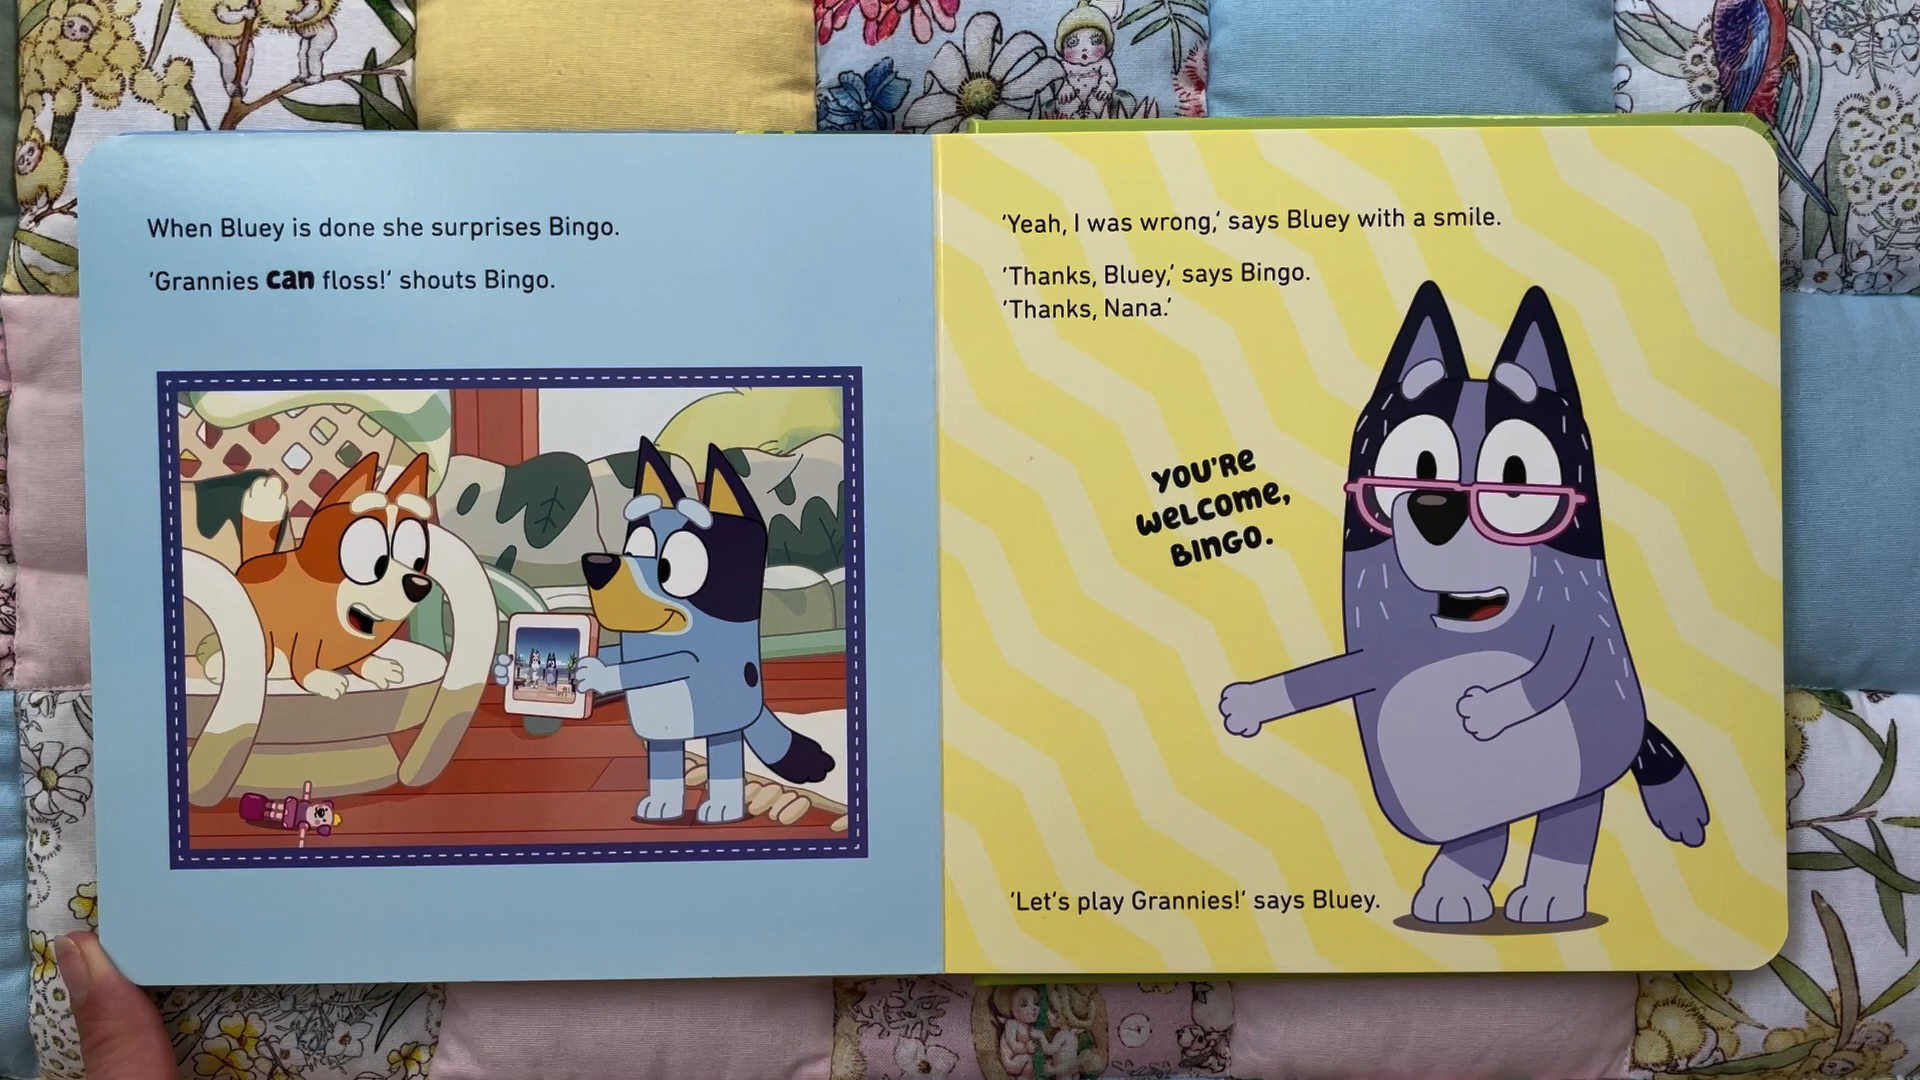 When Bluey is done she surprises Bingo.
‘Grannies can floss!’ shouts Bingo.
‘Yeah, I was wrong,’ says Bluey with a smile.
‘Thanks, Bluey,’ says Bingo.
‘Thanks, Nana.’
YOU’RE
WELCOME,
BINGO.
‘Let’s play Grannies!’ says Bluey.